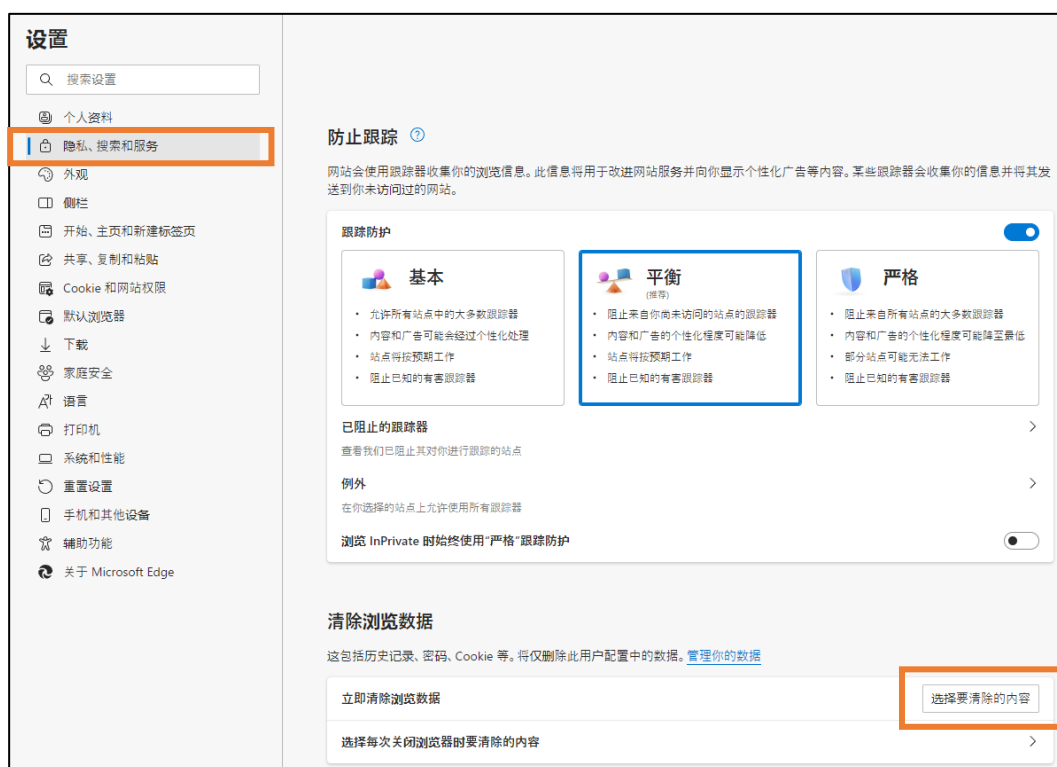 设置
搜索设置
个人资料
隐私、搜索和服务
外观
侧栏
开始、主页和新建标签页
共享、复制和粘贴
Cookie 和网站权限
默认浏览器
下载
家庭安全
语言
打印机
系统和性能
重置设置
手机和其他设备
辅助功能
关于 Microsoft Edge
防止跟踪
网站会使用跟踪器收集你的浏览信息。此信息将用于改进网站服务并向你显示个性化广告等内容。某些跟踪器会收集你的信息并将其发
送到你未访问过的网站。
跟踪防护
基本
• 允许所有站点中的大多数跟踪器
• 内容和广告可能会经过个性化处理
• 站点将按预期工作
• 阻止已知的有害跟踪器
平衡
(推荐)
• 阻止来自你尚未访问的站点的跟踪器
• 内容和广告的个性化程度可能降低
• 站点将按预期工作
• 阻止已知的有害跟踪器
严格
• 阻止来自所有站点的大多数跟踪器
• 内容和广告的个性化程度可能降至最低
• 部分站点可能无法工作
• 阻止已知的有害跟踪器
已阻止的跟踪器
查看我们已阻止其对你进行跟踪的站点
例外
在你选择的站点上允许使用所有跟踪器
浏览 InPrivate 时始终使用“严格”跟踪防护
清除浏览数据
这包括历史记录、密码、Cookie 等。将仅删除此用户配置中的数据。管理你的数据
立即清除浏览数据
选择要清除的内容
选择每次关闭浏览器时要清除的内容